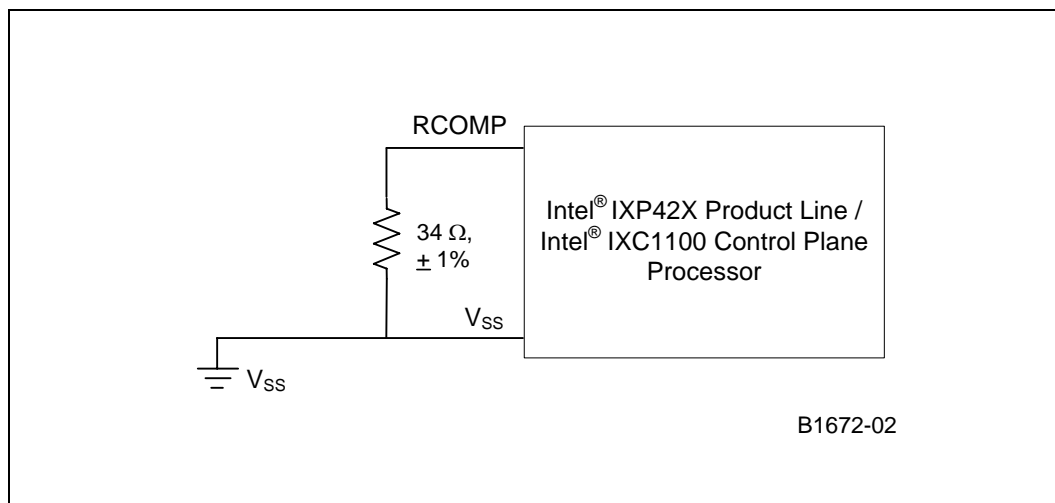 RCOMP
34 Ω,
± 1%
Intel® IXP42X Product Line /
Intel® IXC1100 Control Plane
Processor
VSS
VSS
B1672-02